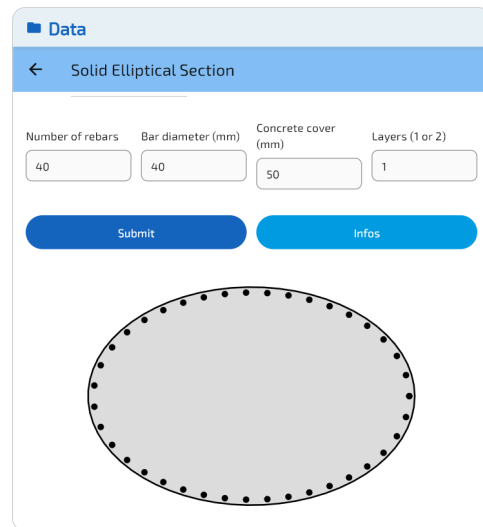 Data
Solid Elliptical Section
Number of rebars
Bar diameter (mm)
Concrete cover
(mm)
Layers (1 or 2)
40
40
50
1
Submit
Infos